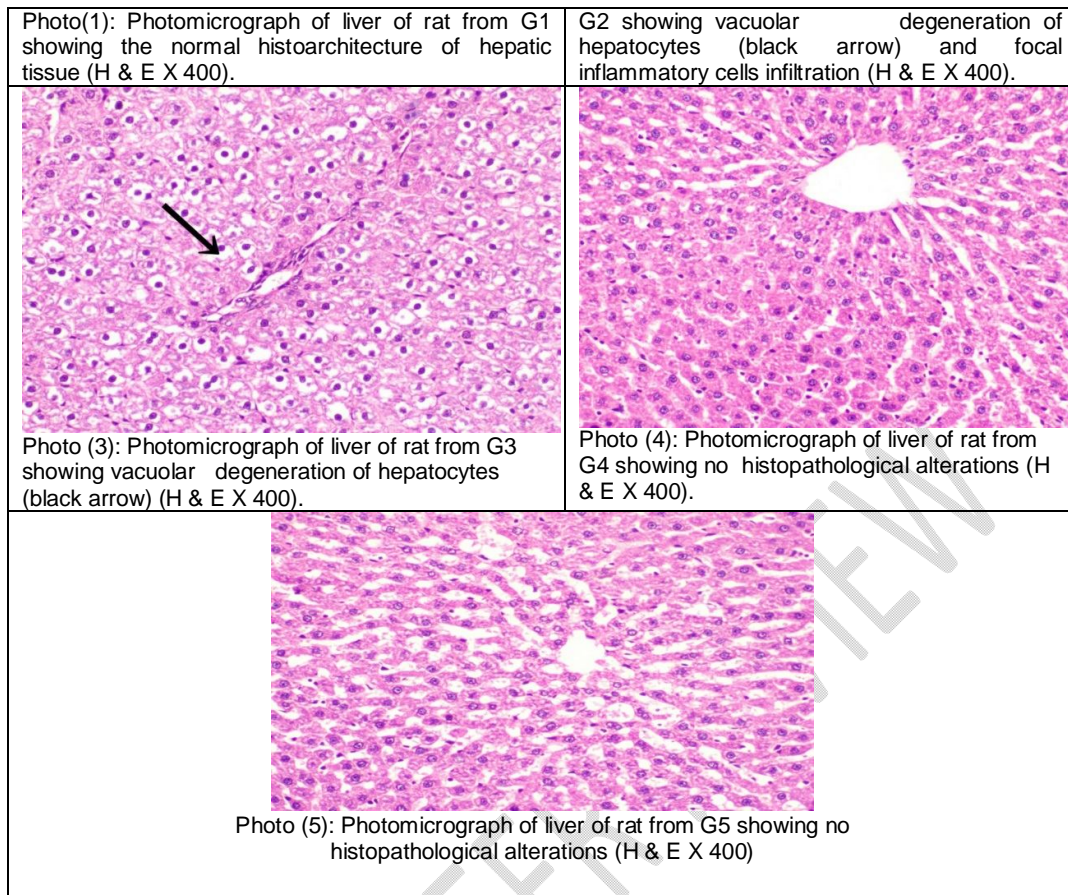 Photo(1): Photomicrograph of liver of rat from G1
showing the normal histoarchitecture of hepatic
tissue (H & E X 400).
G2 showing vacuolar degeneration of
hepatocytes (black arrow) and focal
inflammatory cells infiltration (H & E X 400).
Photo (3): Photomicrograph of liver of rat from G3
showing vacuolar degeneration of hepatocytes
(black arrow) (H & E X 400).
Photo (4): Photomicrograph of liver of rat from
G4 showing no histopathological alterations (H
& E X 400).
Photo (5): Photomicrograph of liver of rat from G5 showing no
histopathological alterations (H & E X 400)